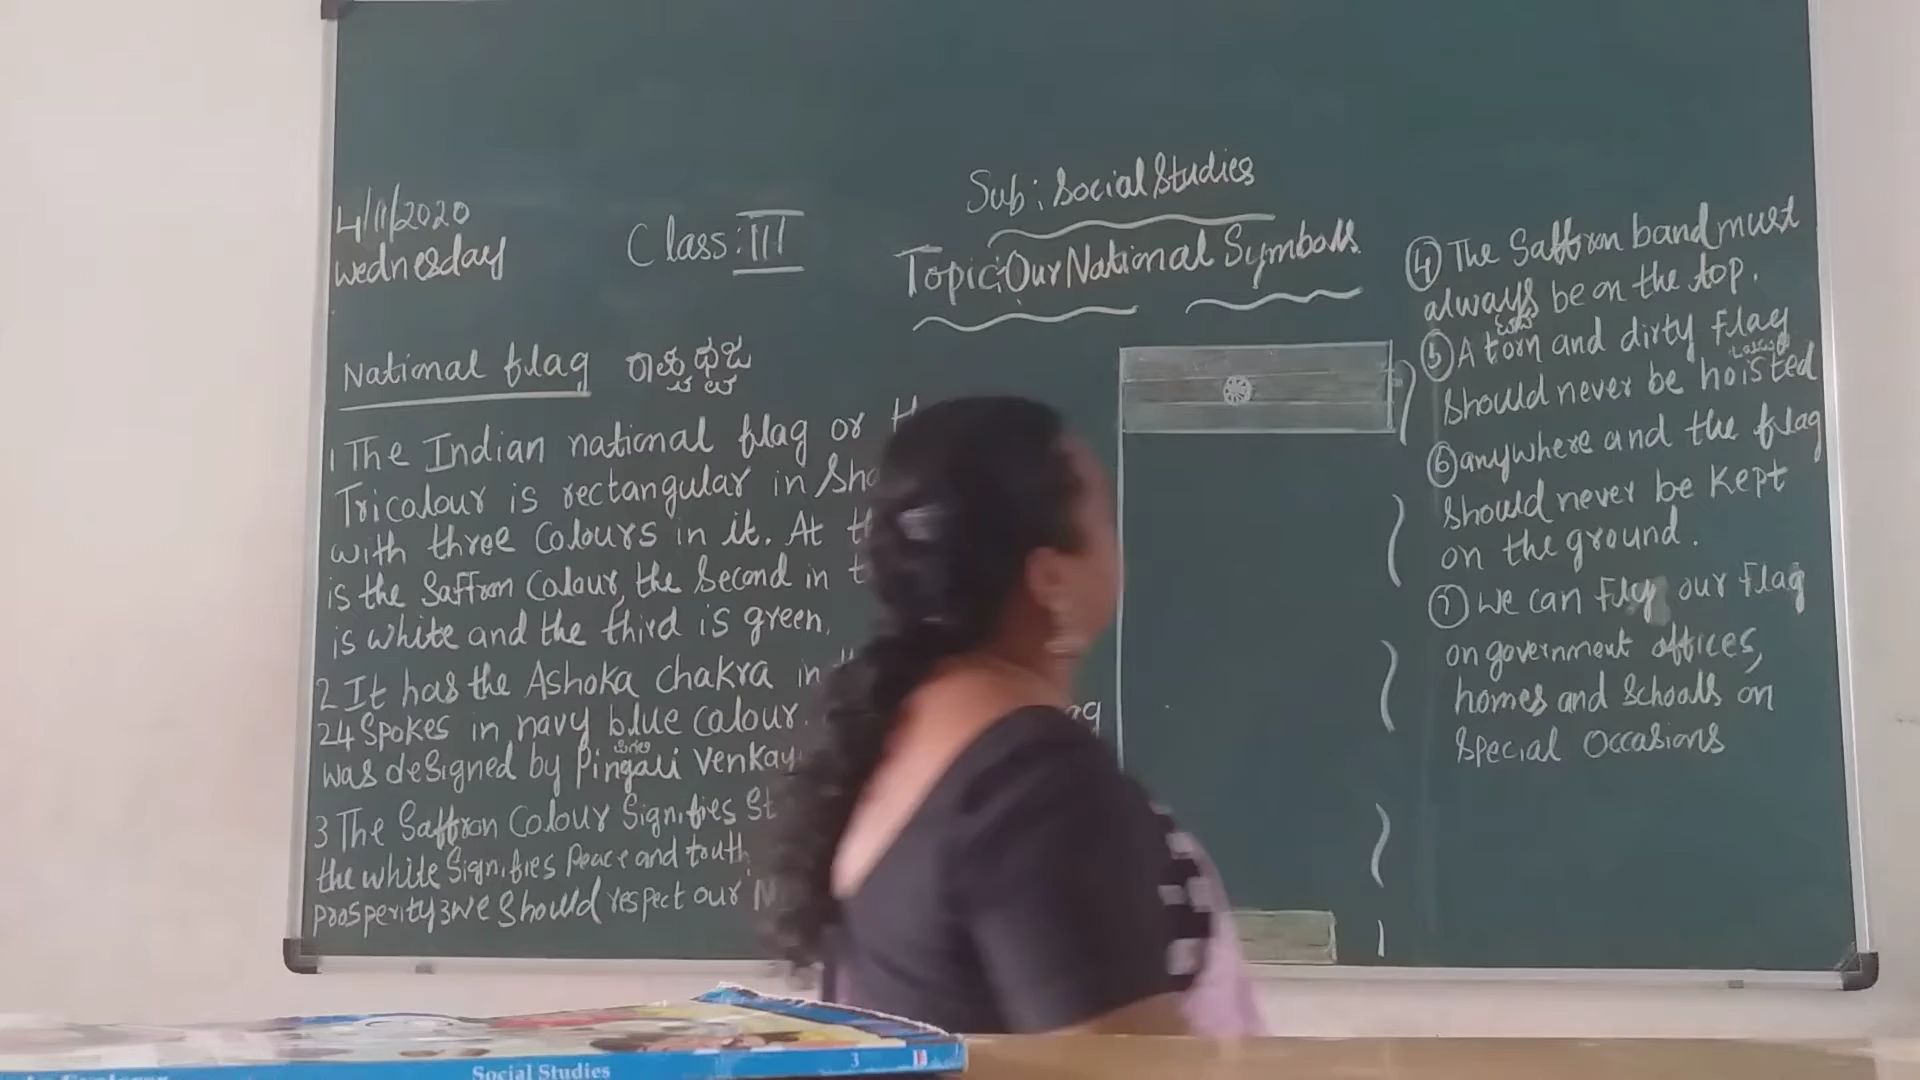 4/11/2020
Wednesday
Class: III
Sub: Social Studies
Topic: Our National Symbols
National flag ರಾಷ್ಟ್ರ ಧ್ವಜ
1 The Indian national flag or
Tricolour is rectangular in
with three Colours in it. At
is the Saffron Colour, the Second in
is white and the third is green.
2 It has the Ashoka chakra in
24 Spokes in navy blue colour.
was designed by Pingali
3 The Saffron Colour Signifies
the white Signifies Peace and truth
prosperity 3 we Should respect our
④ The Saffron band must
always be on the top.
⑤ A torn and dirty flag
Should never be hoisted
⑥ anywhere and the flag
Should never be Kept
on the ground.
⑦ We can fly our flag
on government offices,
homes and Schools on
Special Occasions
Social Studies 3